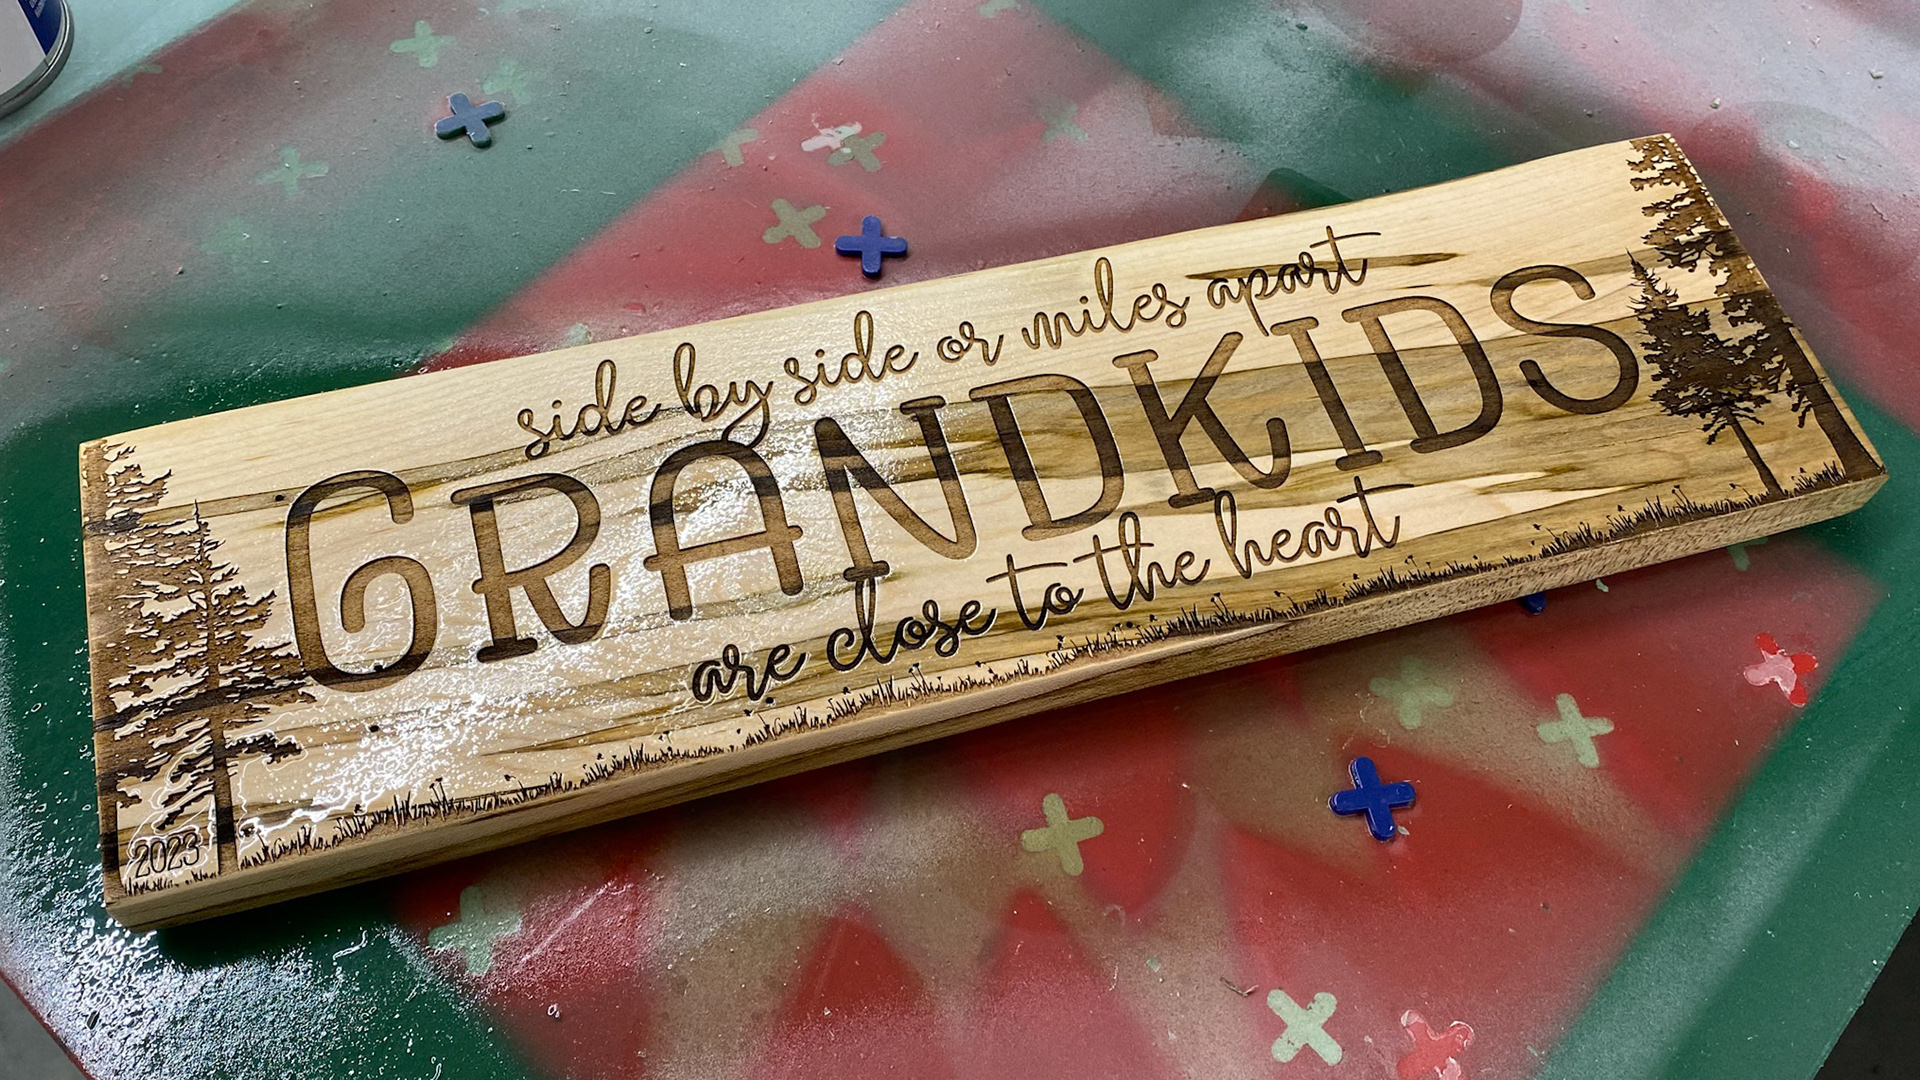 side by side or miles apart
GRANDKIDS
are close to the heart
2023